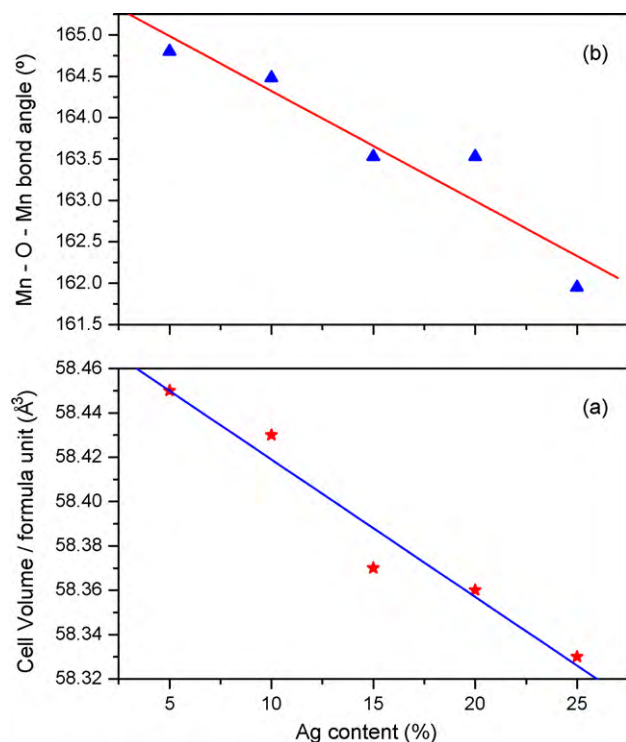 165.0
164.5
164.0
163.5
163.0
162.5
162.0
161.5
Mn - O - Mn bond angle (º)
(b)
58.46
58.44
58.42
58.40
58.38
58.36
58.34
58.32
Cell Volume / formula unit (Å³)
(a)
5 10 15 20 25
Ag content (%)